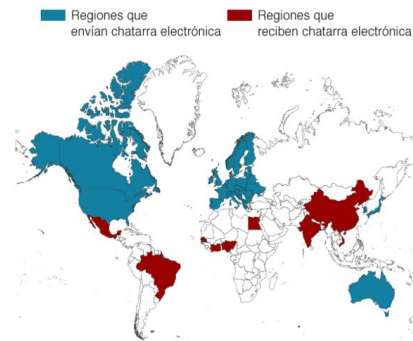 Regiones que
envían chatarra electrónica
Regiones que
reciben chatarra electrónica